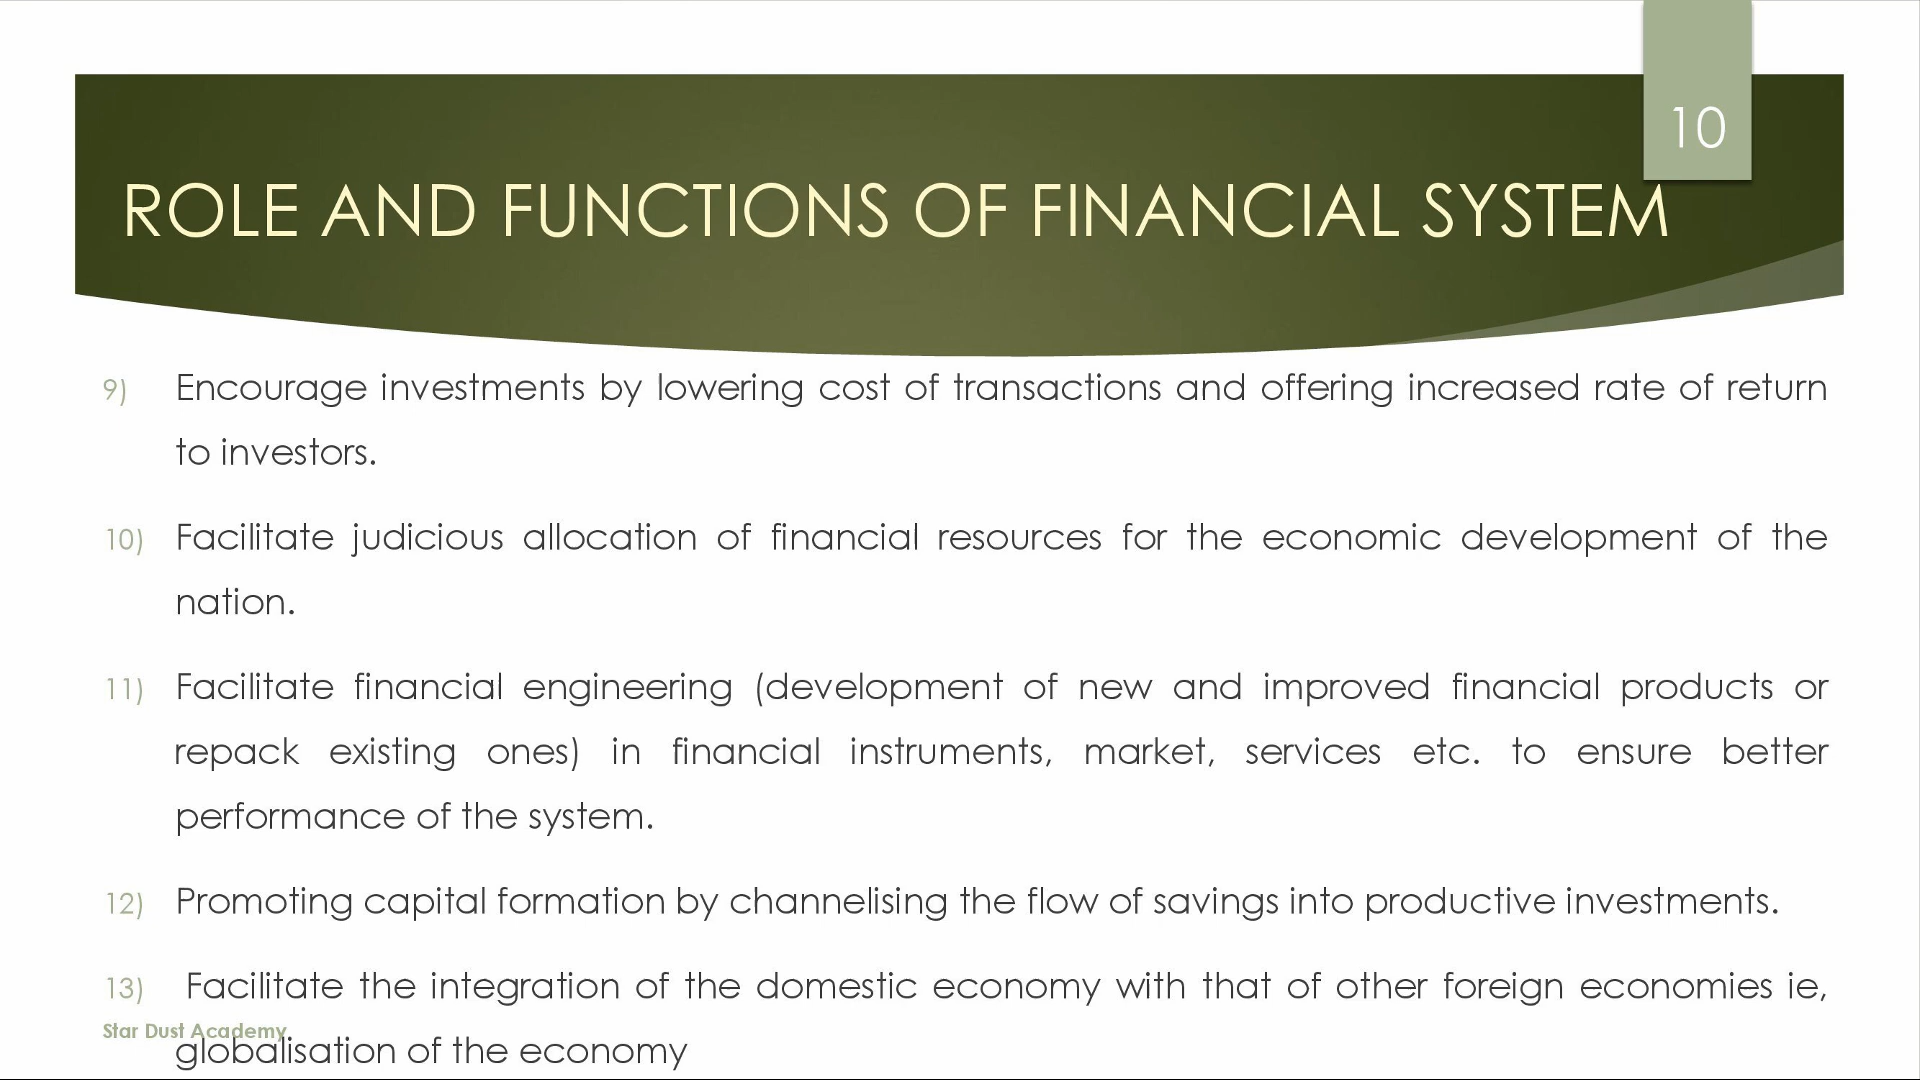 10
ROLE AND FUNCTIONS OF FINANCIAL SYSTEM
9) Encourage investments by lowering cost of transactions and offering increased rate of return
to investors.
10) Facilitate judicious allocation of financial resources for the economic development of the
nation.
11) Facilitate financial engineering (development of new and improved financial products or
repack existing ones) in financial instruments, market, services etc. to ensure better
performance of the system.
12) Promoting capital formation by channelising the flow of savings into productive investments.
13) Facilitate the integration of the domestic economy with that of other foreign economies ie,
Star Dust Academy
globalisation of the economy